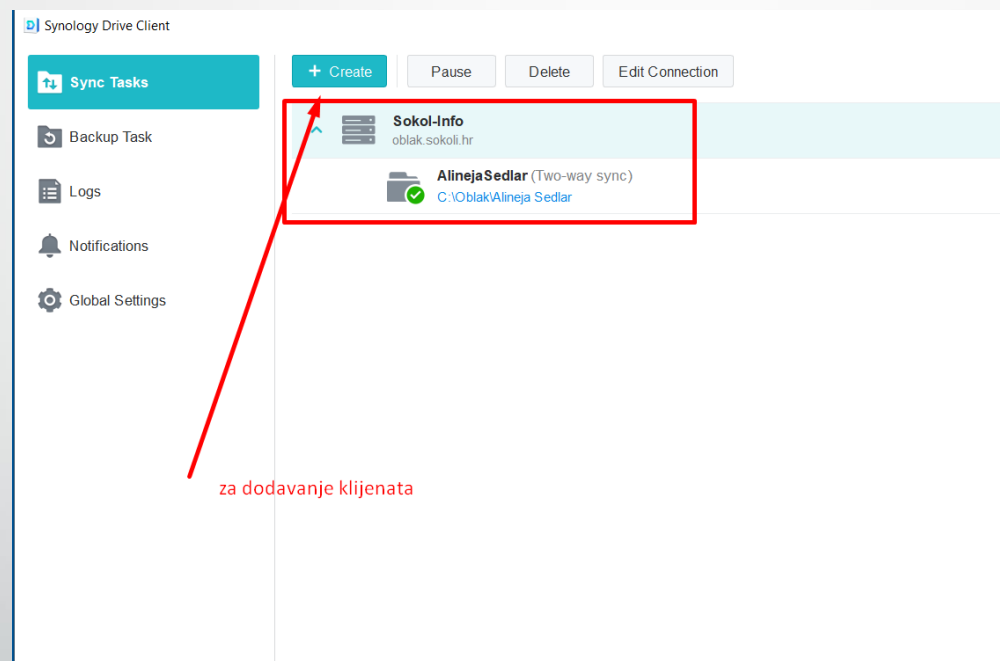 Synology Drive Client
Sync Tasks
Backup Task
Logs
Notifications
Global Settings
+ Create
Pause
Delete
Edit Connection
Sokol-Info
oblak.sokoli.hr
AlinejaSedlar (Two-way sync)
C:\Oblak\Alineja Sedlar
za dodavanje klijenata